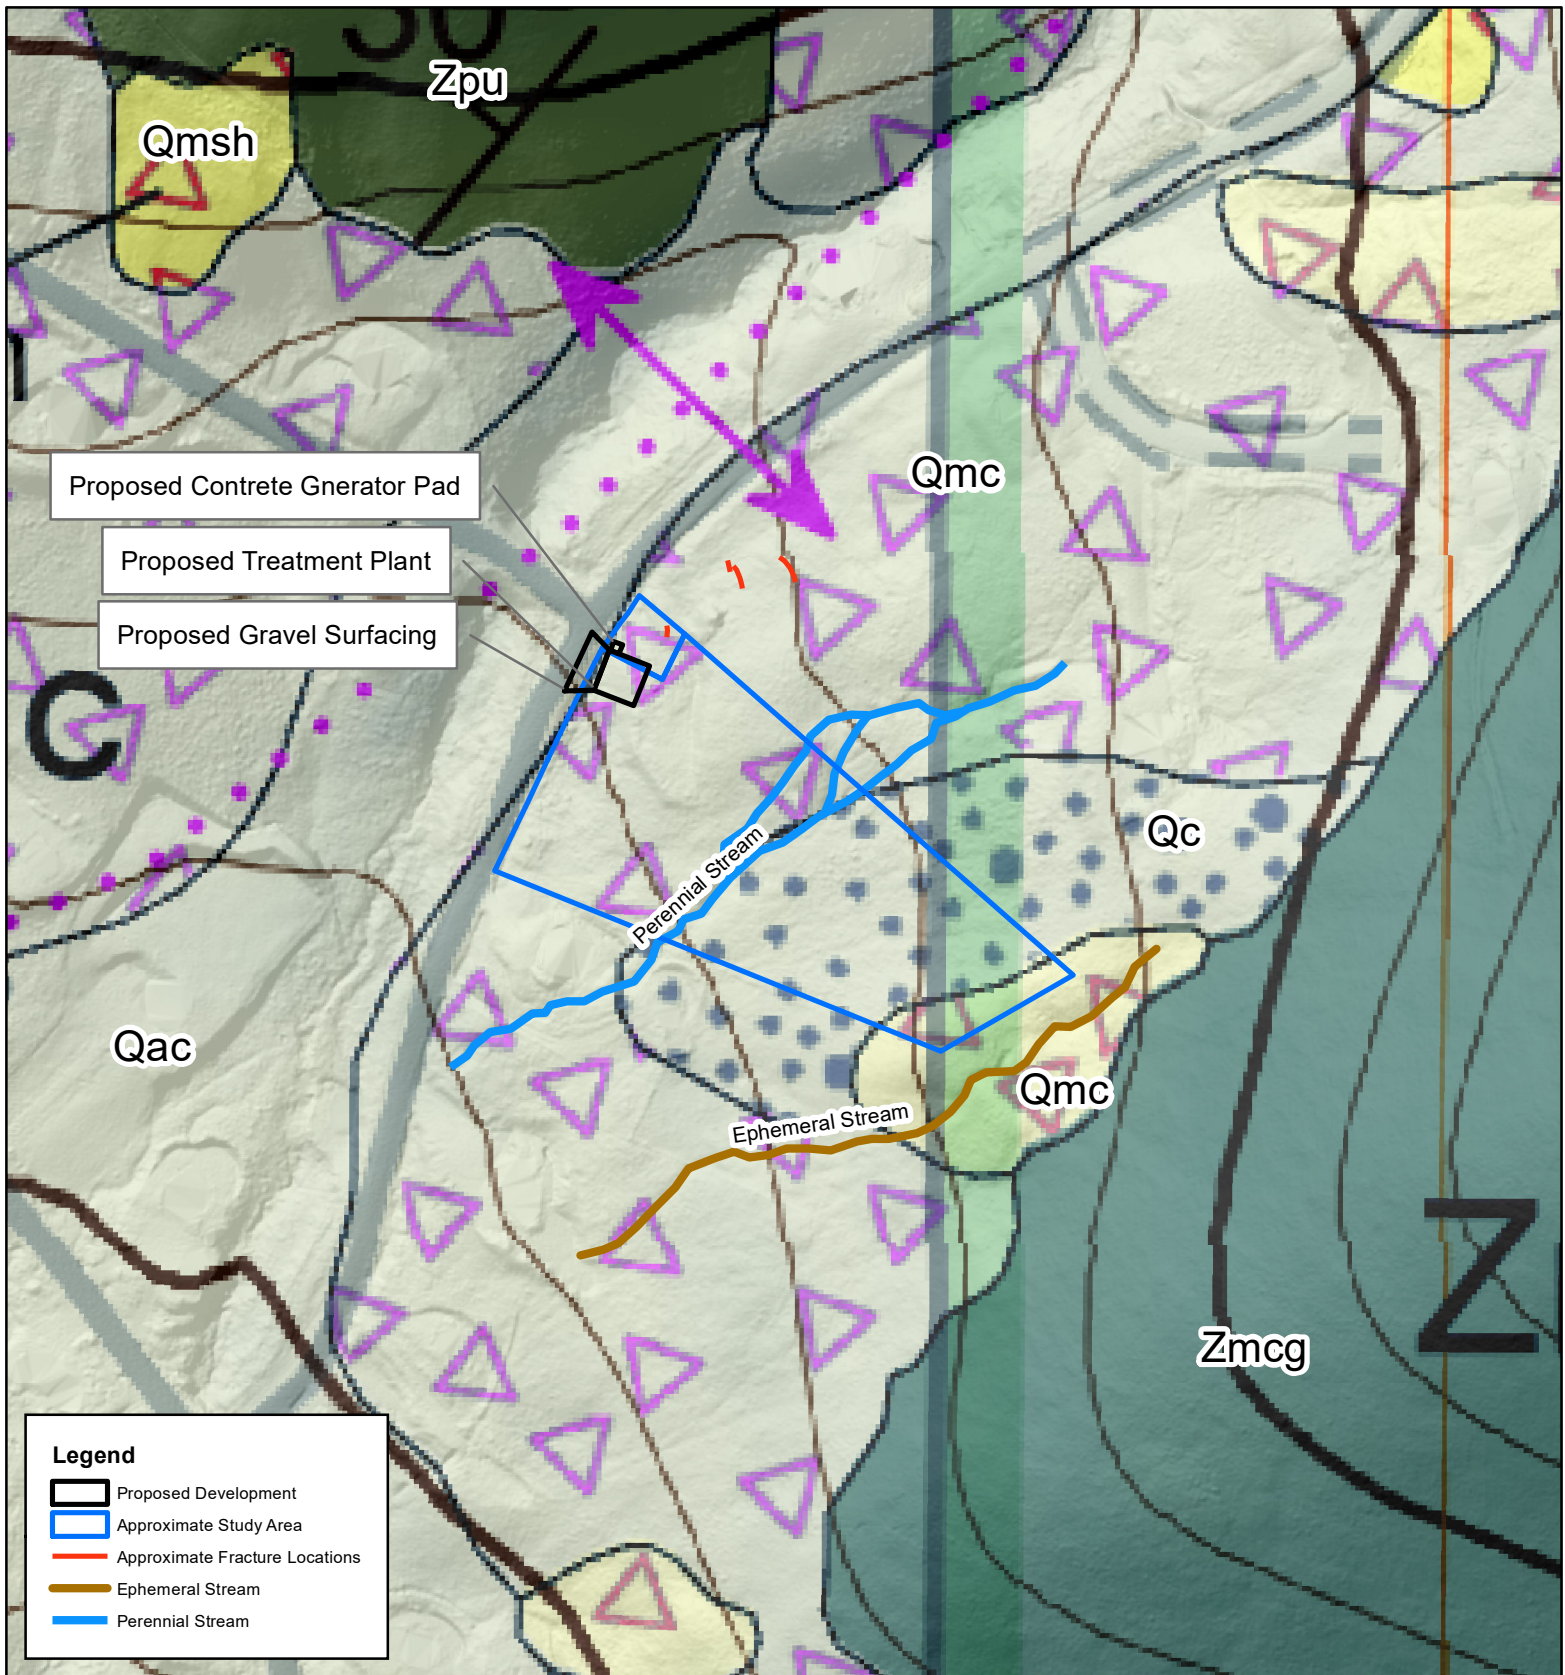 30
Zpu
Qmsh
Qmc
Proposed Contrete Gnerator Pad
Proposed Treatment Plant
Proposed Gravel Surfacing
C
Qc
Perennial Stream
Qac
Qmc
Ephemeral Stream
Z
Zmcg
Legend
Proposed Development
Approximate Study Area
Approximate Fracture Locations
Ephemeral Stream
Perennial Stream